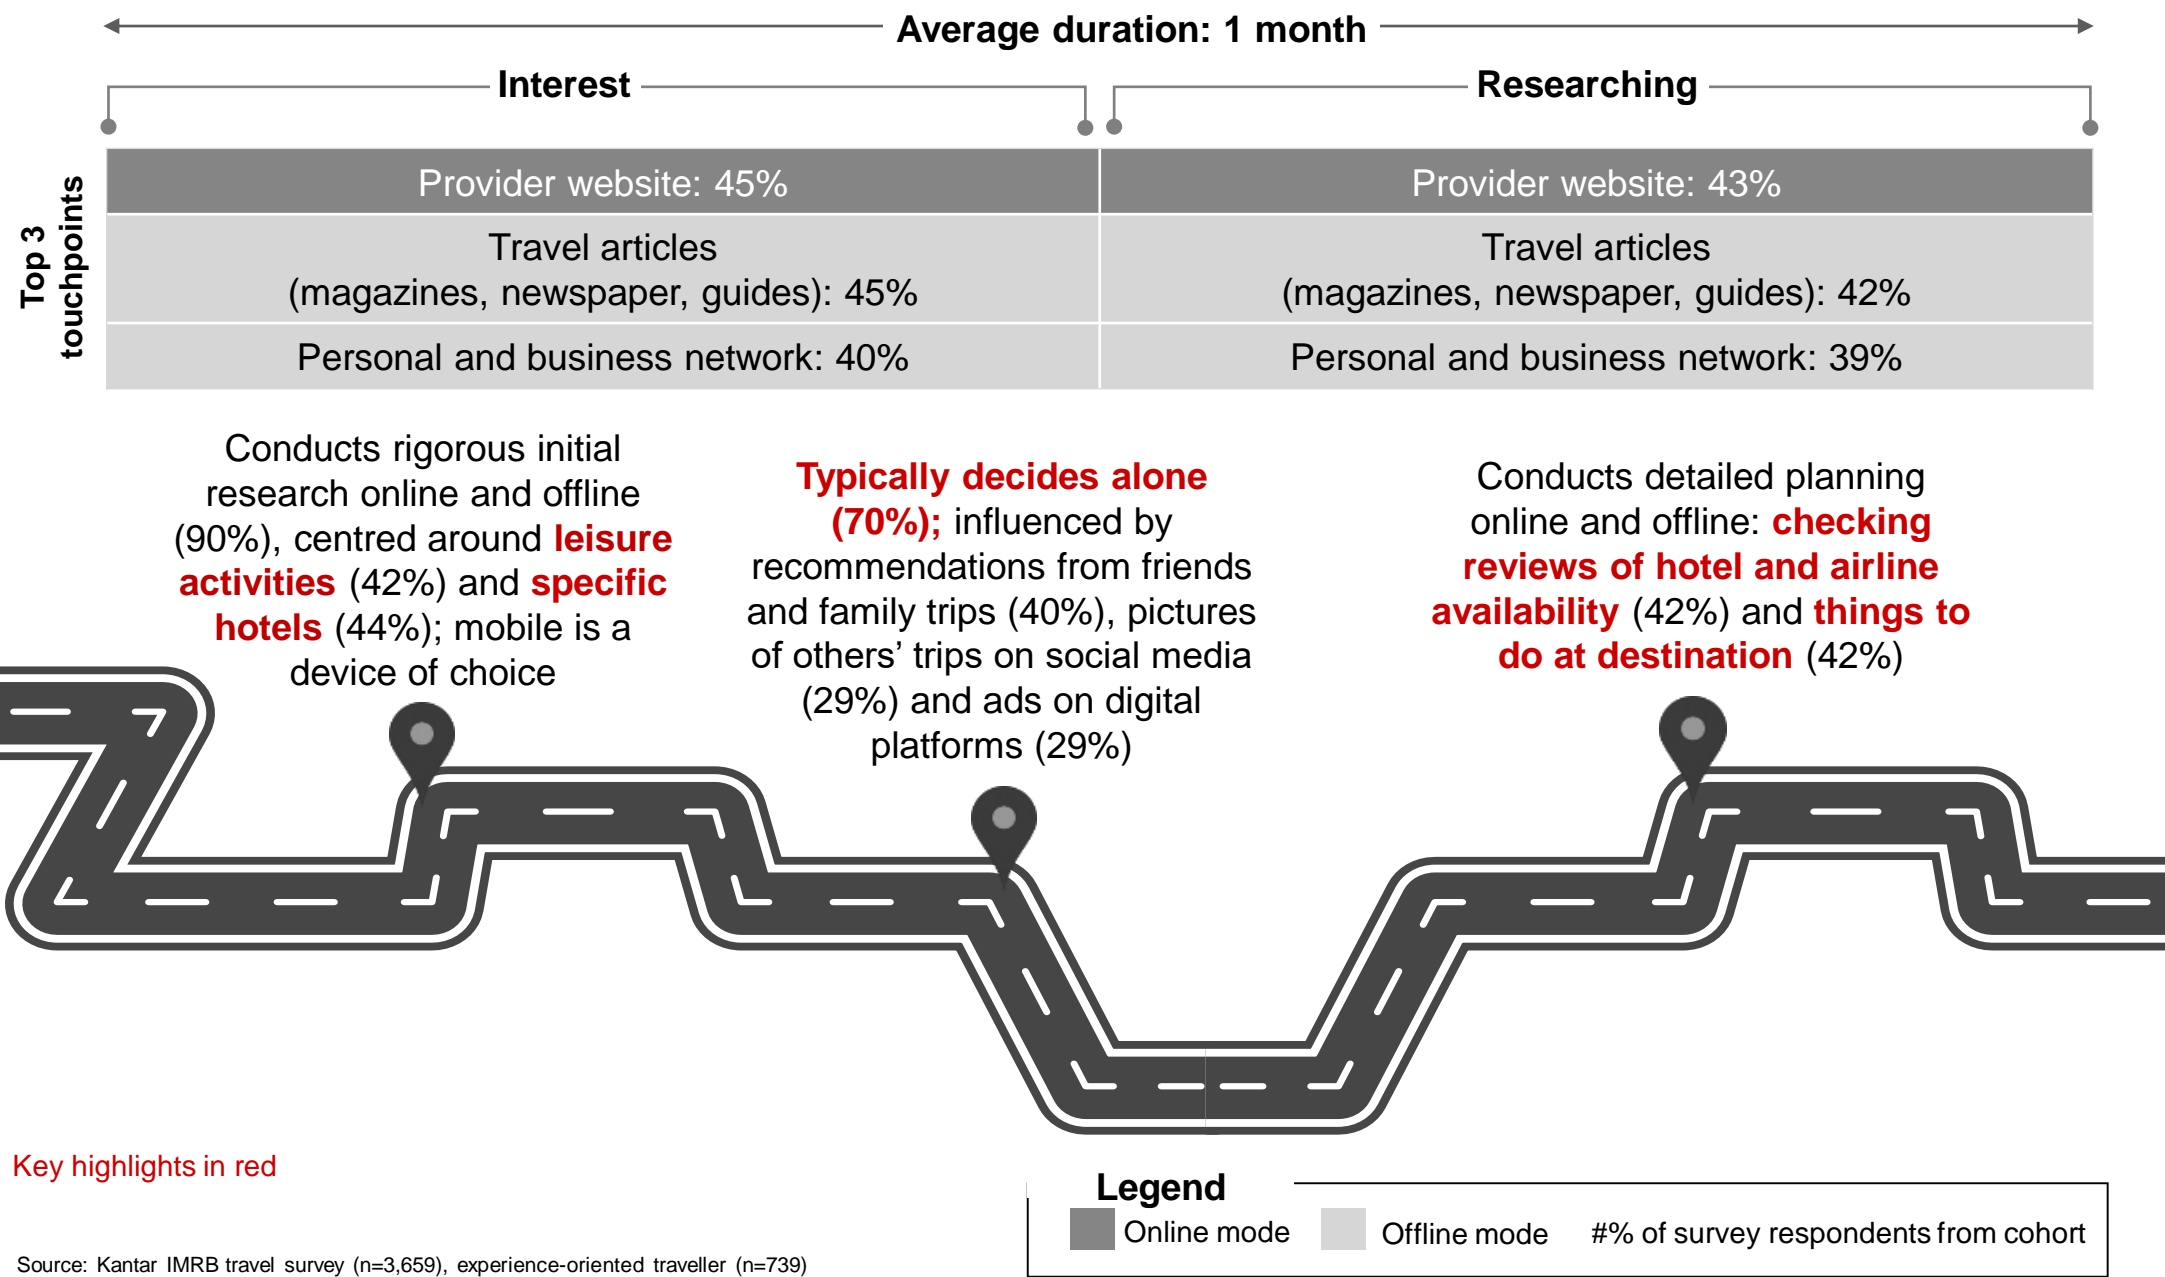 Average duration: 1 month
Interest
Researching
Top 3
touchpoints
Provider website: 45%
Provider website: 43%
Travel articles
(magazines, newspaper, guides): 45%
Travel articles
(magazines, newspaper, guides): 42%
Personal and business network: 40%
Personal and business network: 39%
Conducts rigorous initial
research online and offline
(90%), centred around leisure
activities (42%) and specific
hotels (44%); mobile is a
device of choice
Typically decides alone
(70%); influenced by
recommendations from friends
and family trips (40%), pictures
of others’ trips on social media
(29%) and ads on digital
platforms (29%)
Conducts detailed planning
online and offline: checking
reviews of hotel and airline
availability (42%) and things to
do at destination (42%)
Key highlights in red
Legend
Online mode
Offline mode
#% of survey respondents from cohort
Source: Kantar IMRB travel survey (n=3,659), experience-oriented traveller (n=739)